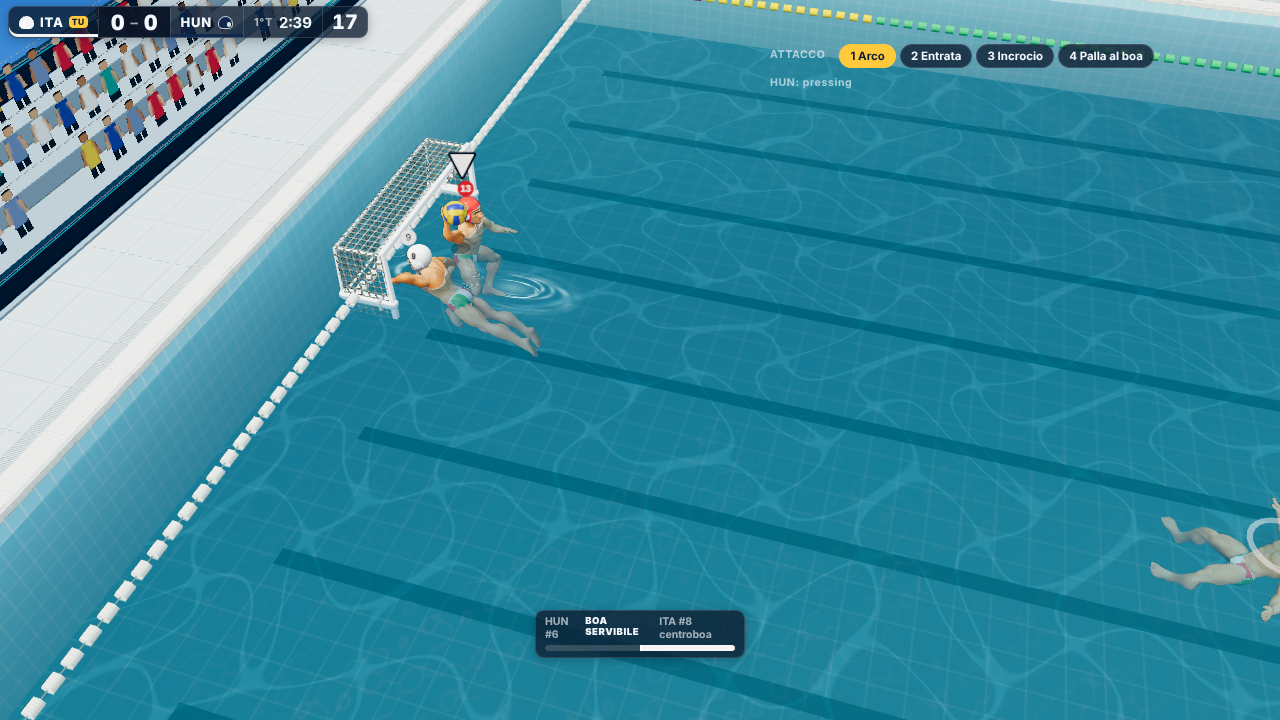 ITA TU 0 – 0 HUN 1°T 2:39 17
ATTACCO 1 Arco 2 Entrata 3 Incrocio 4 Palla al boa
HUN: pressing
13
9
HUN #6
BOA SERVIBILE
ITA #8 centroboa